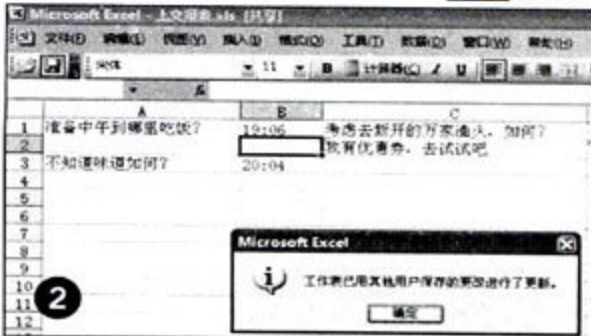 Microsoft Excel - 上交报表.xls [共享]
文件(F) 编辑(E) 视图(V) 插入(I) 格式(O) 工具(T) 数据(D) 窗口(W) 帮助(H)
宋体 11 B 计算器(C) I U
A B C
1 准备中午到哪里吃饭? 19:06 考虑去新开的万家渔火, 如何?
2 我有优惠券, 去试试吧
3 不知道味道如何? 20:04
4
5
6
7
8
9
10
11
12
Microsoft Excel
工作表已用其他用户保存的更改进行了更新。
确定
2